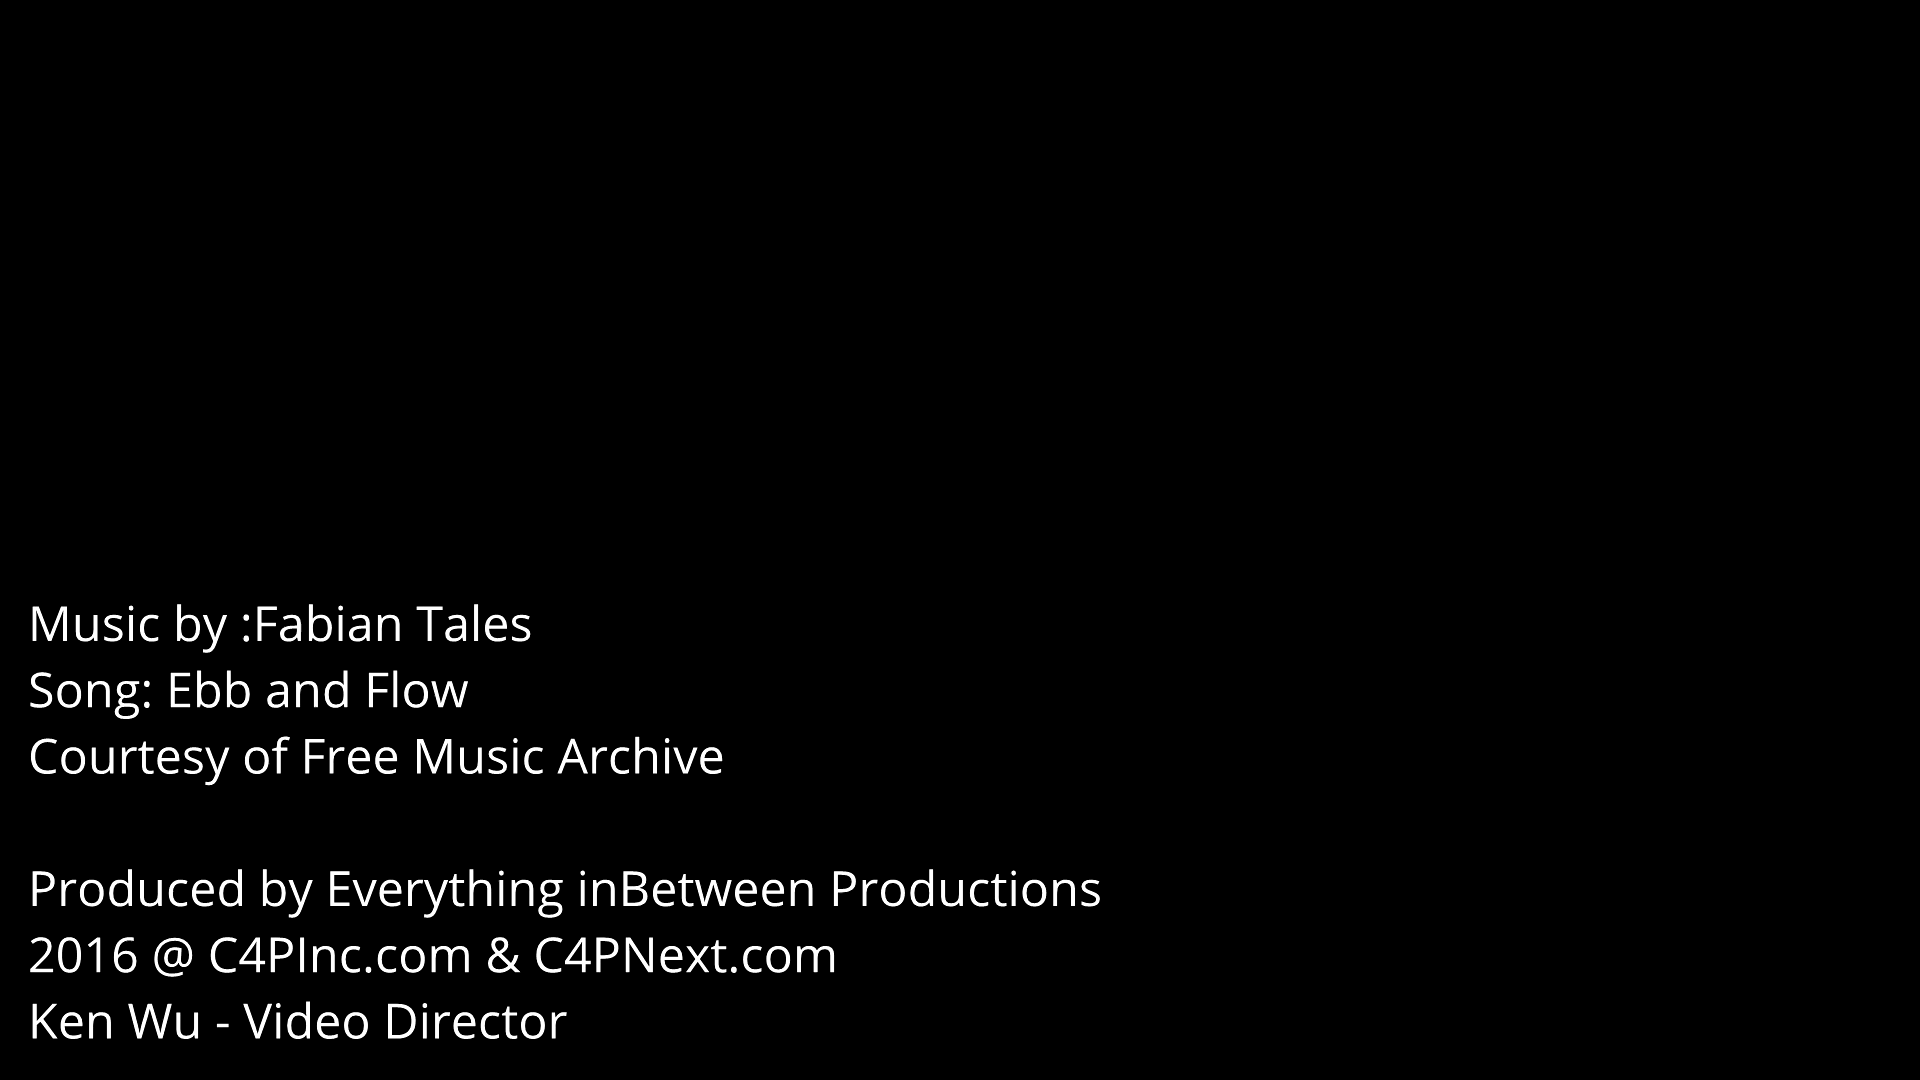 Music by :Fabian Tales
Song: Ebb and Flow
Courtesy of Free Music Archive
Produced by Everything inBetween Productions
2016 @ C4PInc.com & C4PNext.com
Ken Wu - Video Director